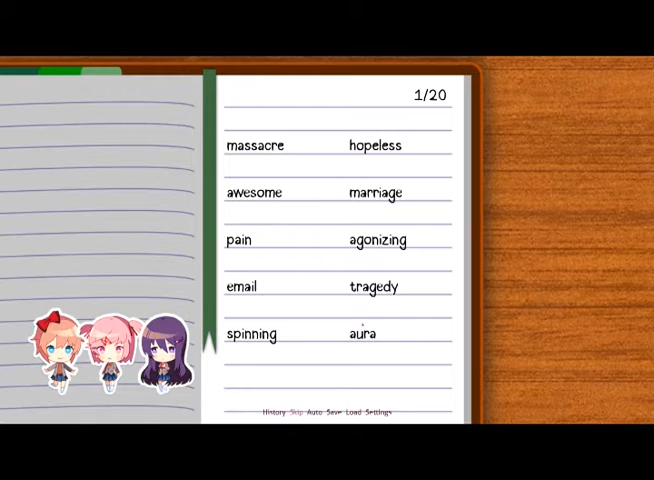 1/20
massacre hopeless
awesome marriage
pain agonizing
email tragedy
spinning aura
History Skip Auto Save Load Settings